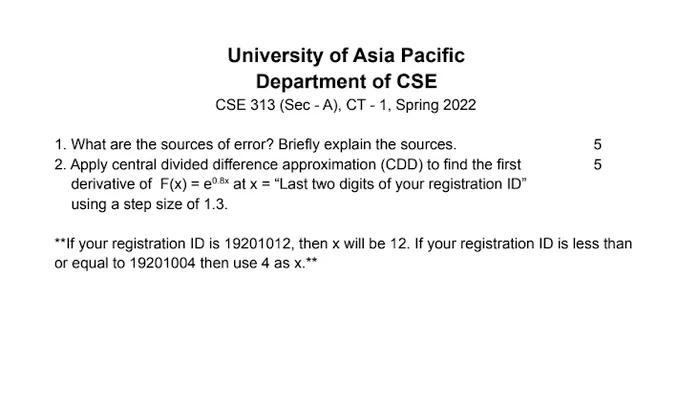 University of Asia Pacific
Department of CSE
CSE 313 (Sec - A), CT - 1, Spring 2022
1. What are the sources of error? Briefly explain the sources. 5
2. Apply central divided difference approximation (CDD) to find the first 5
derivative of F(x) = e^0.8x at x = “Last two digits of your registration ID”
using a step size of 1.3.
**If your registration ID is 19201012, then x will be 12. If your registration ID is less than
or equal to 19201004 then use 4 as x.**